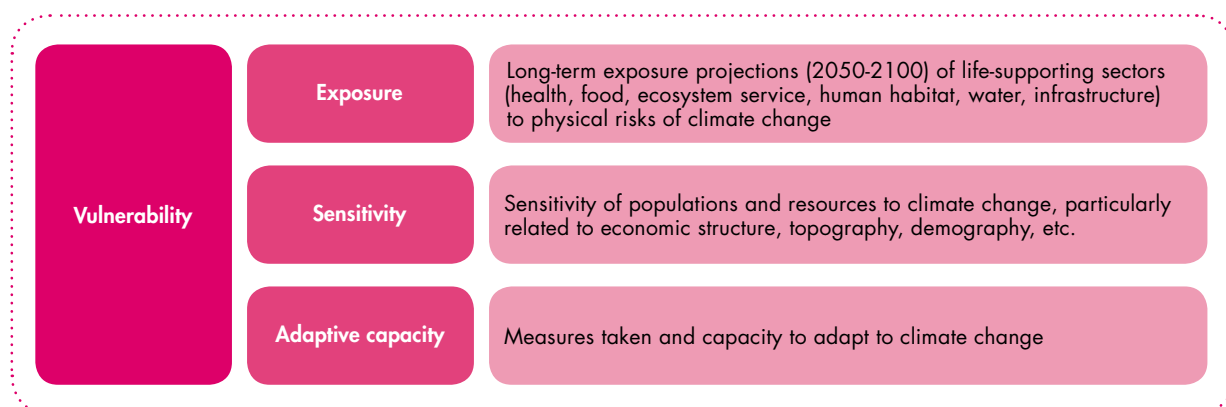 Vulnerability
Exposure
Long-term exposure projections (2050-2100) of life-supporting sectors
(health, food, ecosystem service, human habitat, water, infrastructure)
to physical risks of climate change
Sensitivity
Sensitivity of populations and resources to climate change, particularly
related to economic structure, topography, demography, etc.
Adaptive capacity
Measures taken and capacity to adapt to climate change